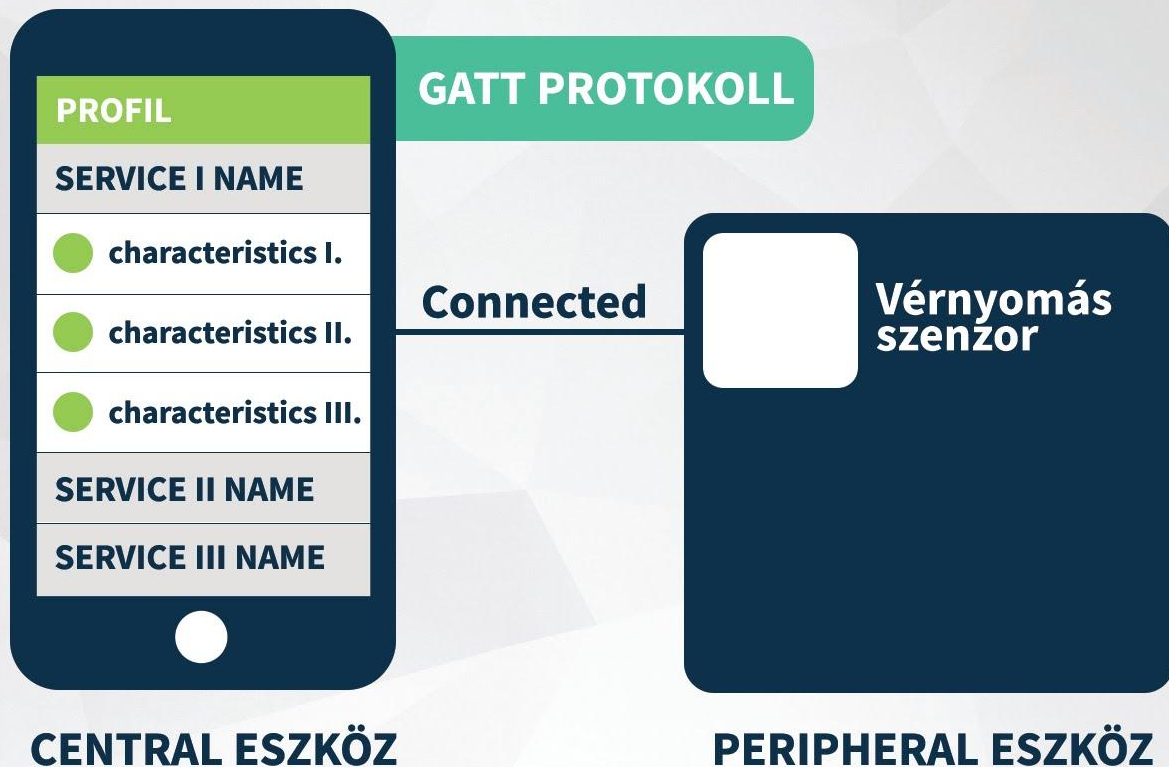 GATT PROTOKOLL
PROFIL
SERVICE I NAME
characteristics I.
characteristics II.
characteristics III.
SERVICE II NAME
SERVICE III NAME
Connected
Vérnyomás
szenzor
CENTRAL ESZKÖZ
PERIPHERAL ESZKÖZ